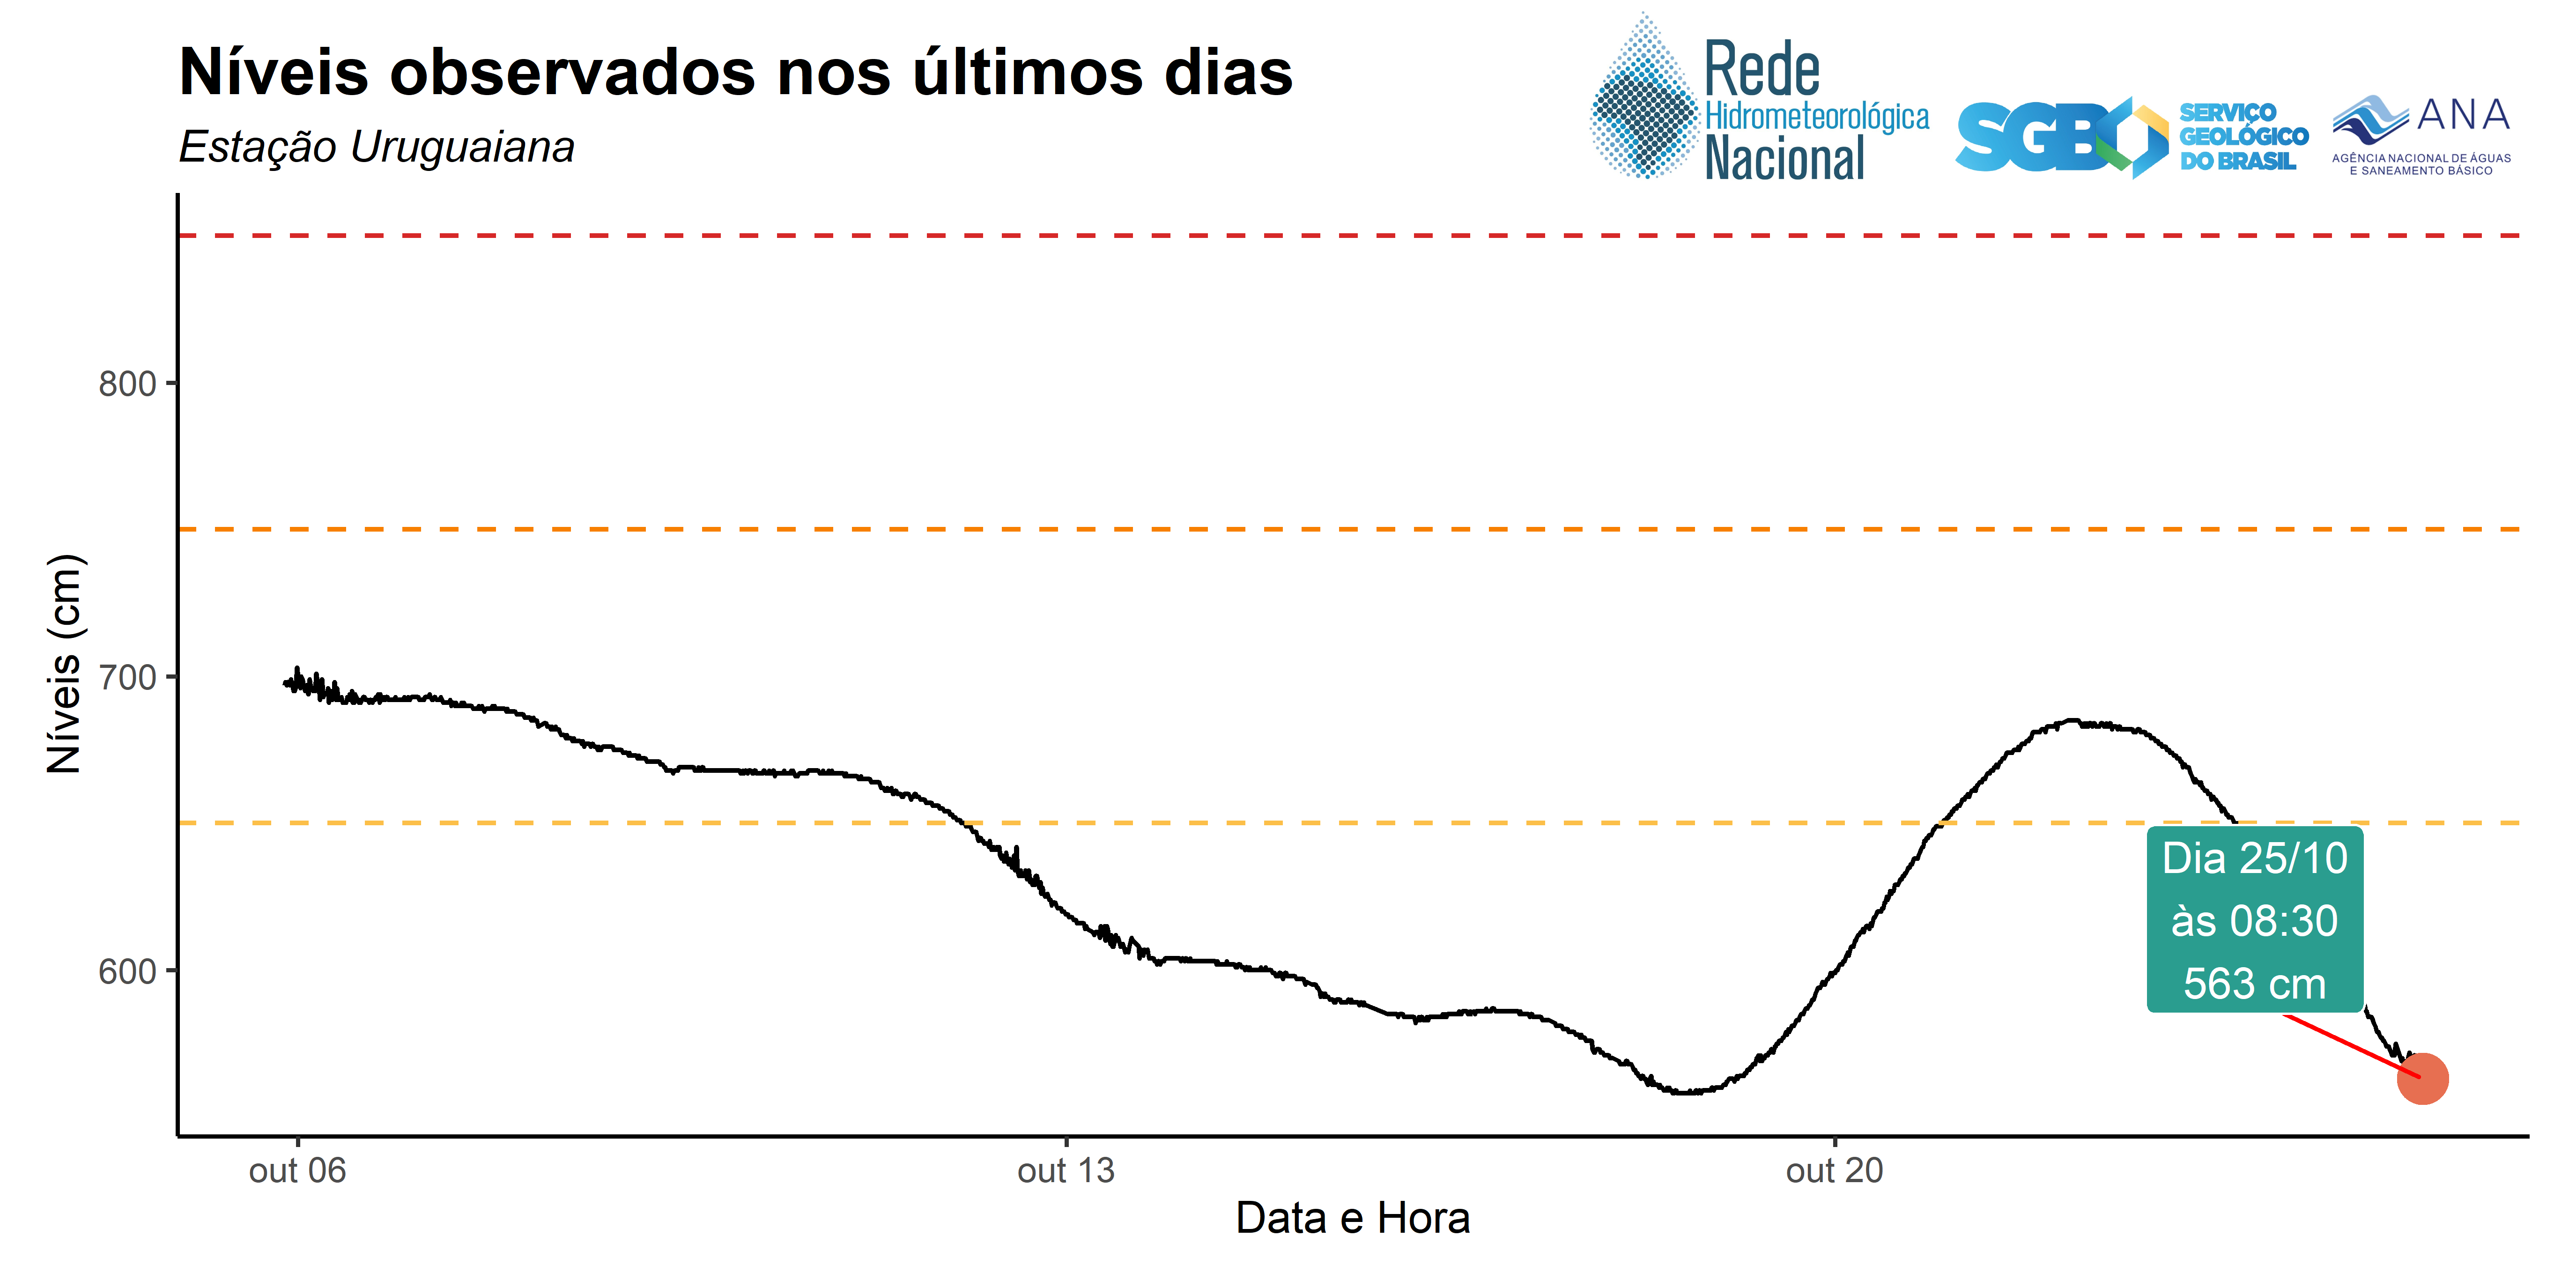 Níveis observados nos últimos dias
Estação Uruguaiana
Rede
Hidrometeorológica
Nacional
SGB
SERVIÇO
GEOLÓGICO
DO BRASIL
ANA
AGÊNCIA NACIONAL DE ÁGUAS
E SANEAMENTO BÁSICO
Níveis (cm)
800
700
600
Dia 25/10
às 08:30
563 cm
out 06
out 13
out 20
Data e Hora